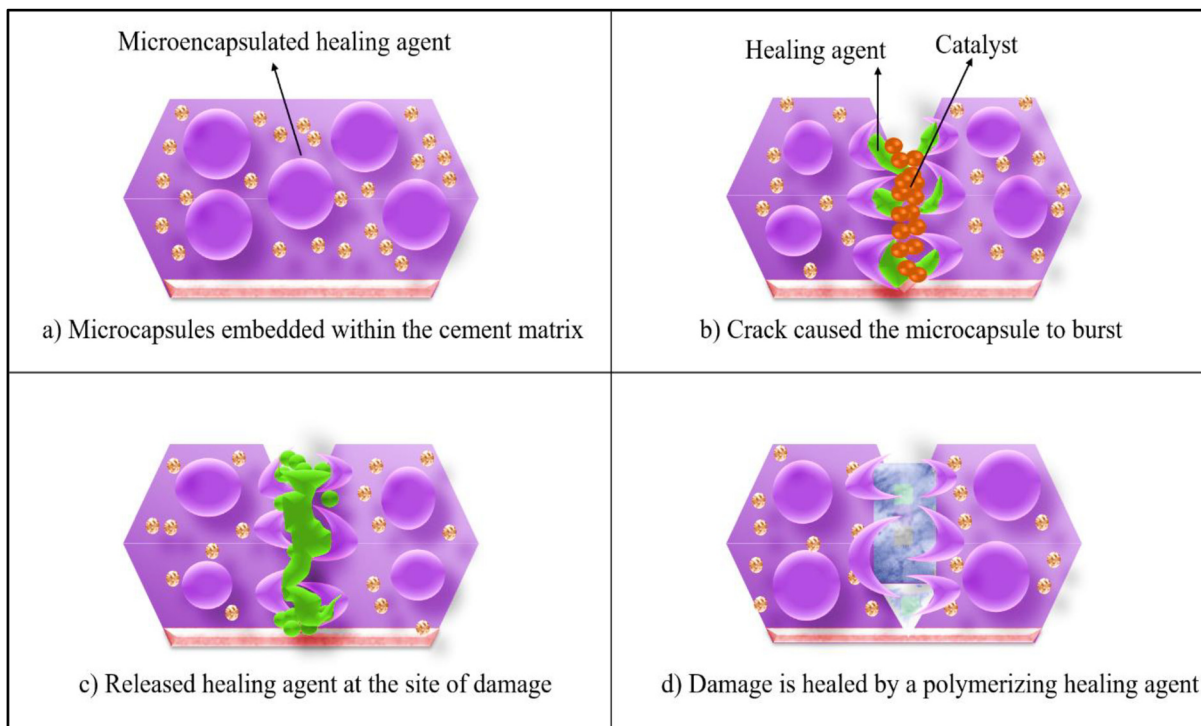 Microencapsulated healing agent
a) Microcapsules embedded within the cement matrix
Healing agent
Catalyst
b) Crack caused the microcapsule to burst
c) Released healing agent at the site of damage
d) Damage is healed by a polymerizing healing agent